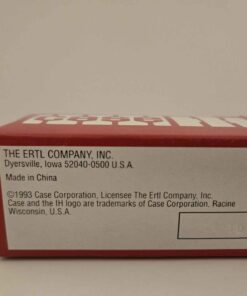 THE ERTL COMPANY, INC.
Dyersville, Iowa 52040-0500 U.S.A.
Made in China
©1993 Case Corporation, Licensee The Ertl Company, Inc.
Case and the IH logo are trademarks of Case Corporation, Racine
Wisconsin, U.S.A.